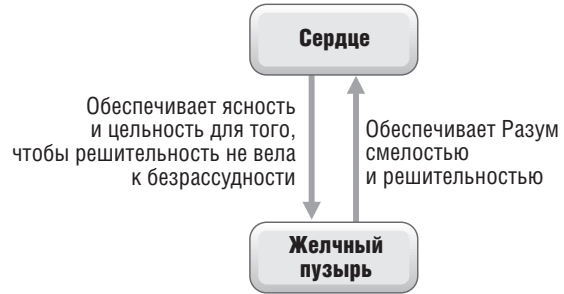 Сердце
Обеспечивает ясность
и цельность для того,
чтобы решительность не вела
к безрассудности
Обеспечивает Разум
смелостью
и решительностью
Желчный
пузырь